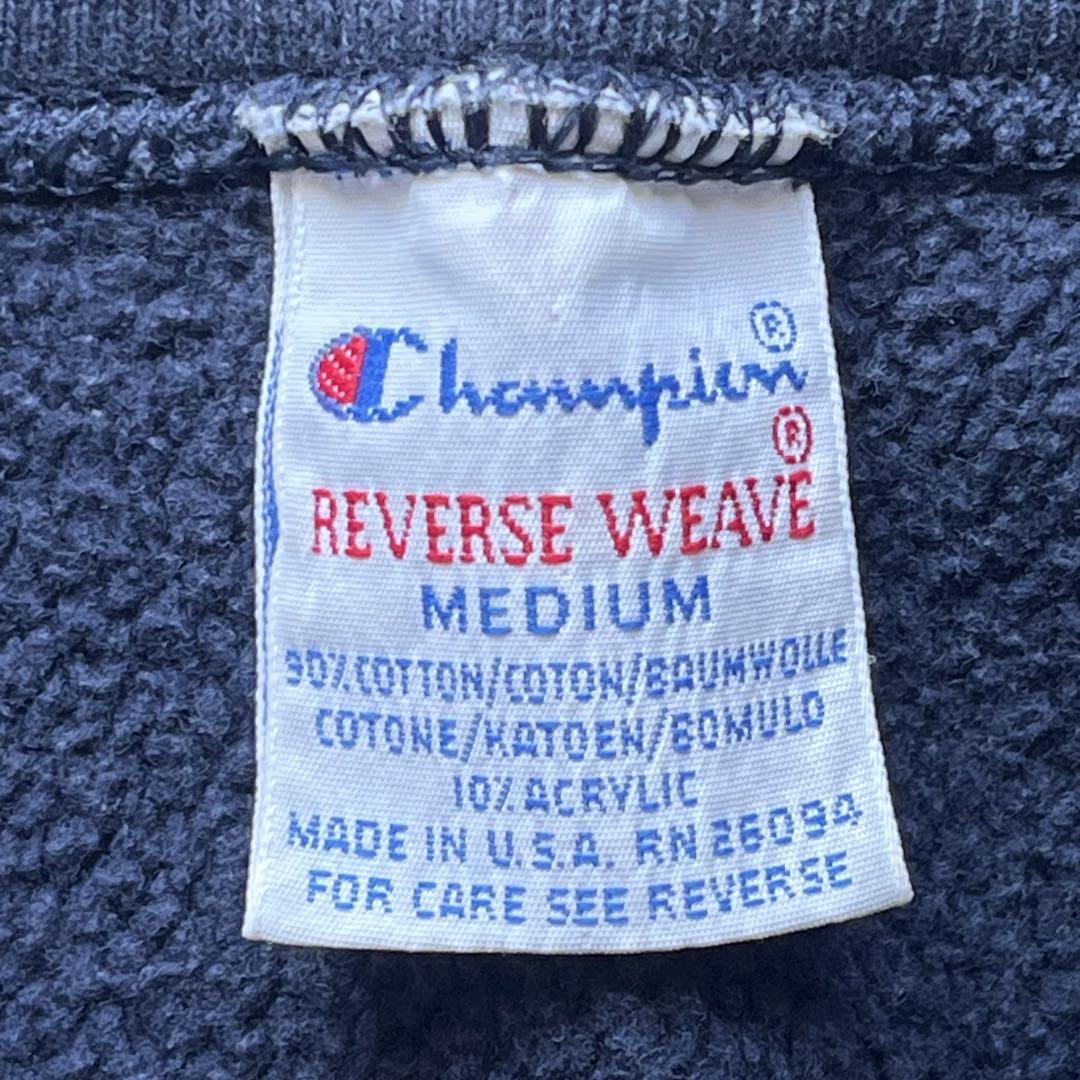 Champion®
REVERSE WEAVE®
MEDIUM
90% COTTON/COTON/BAUMWOLLE
COTONE/KATOEN/BOMULD
10% ACRYLIC
MADE IN U.S.A. RN 26094
FOR CARE SEE REVERSE